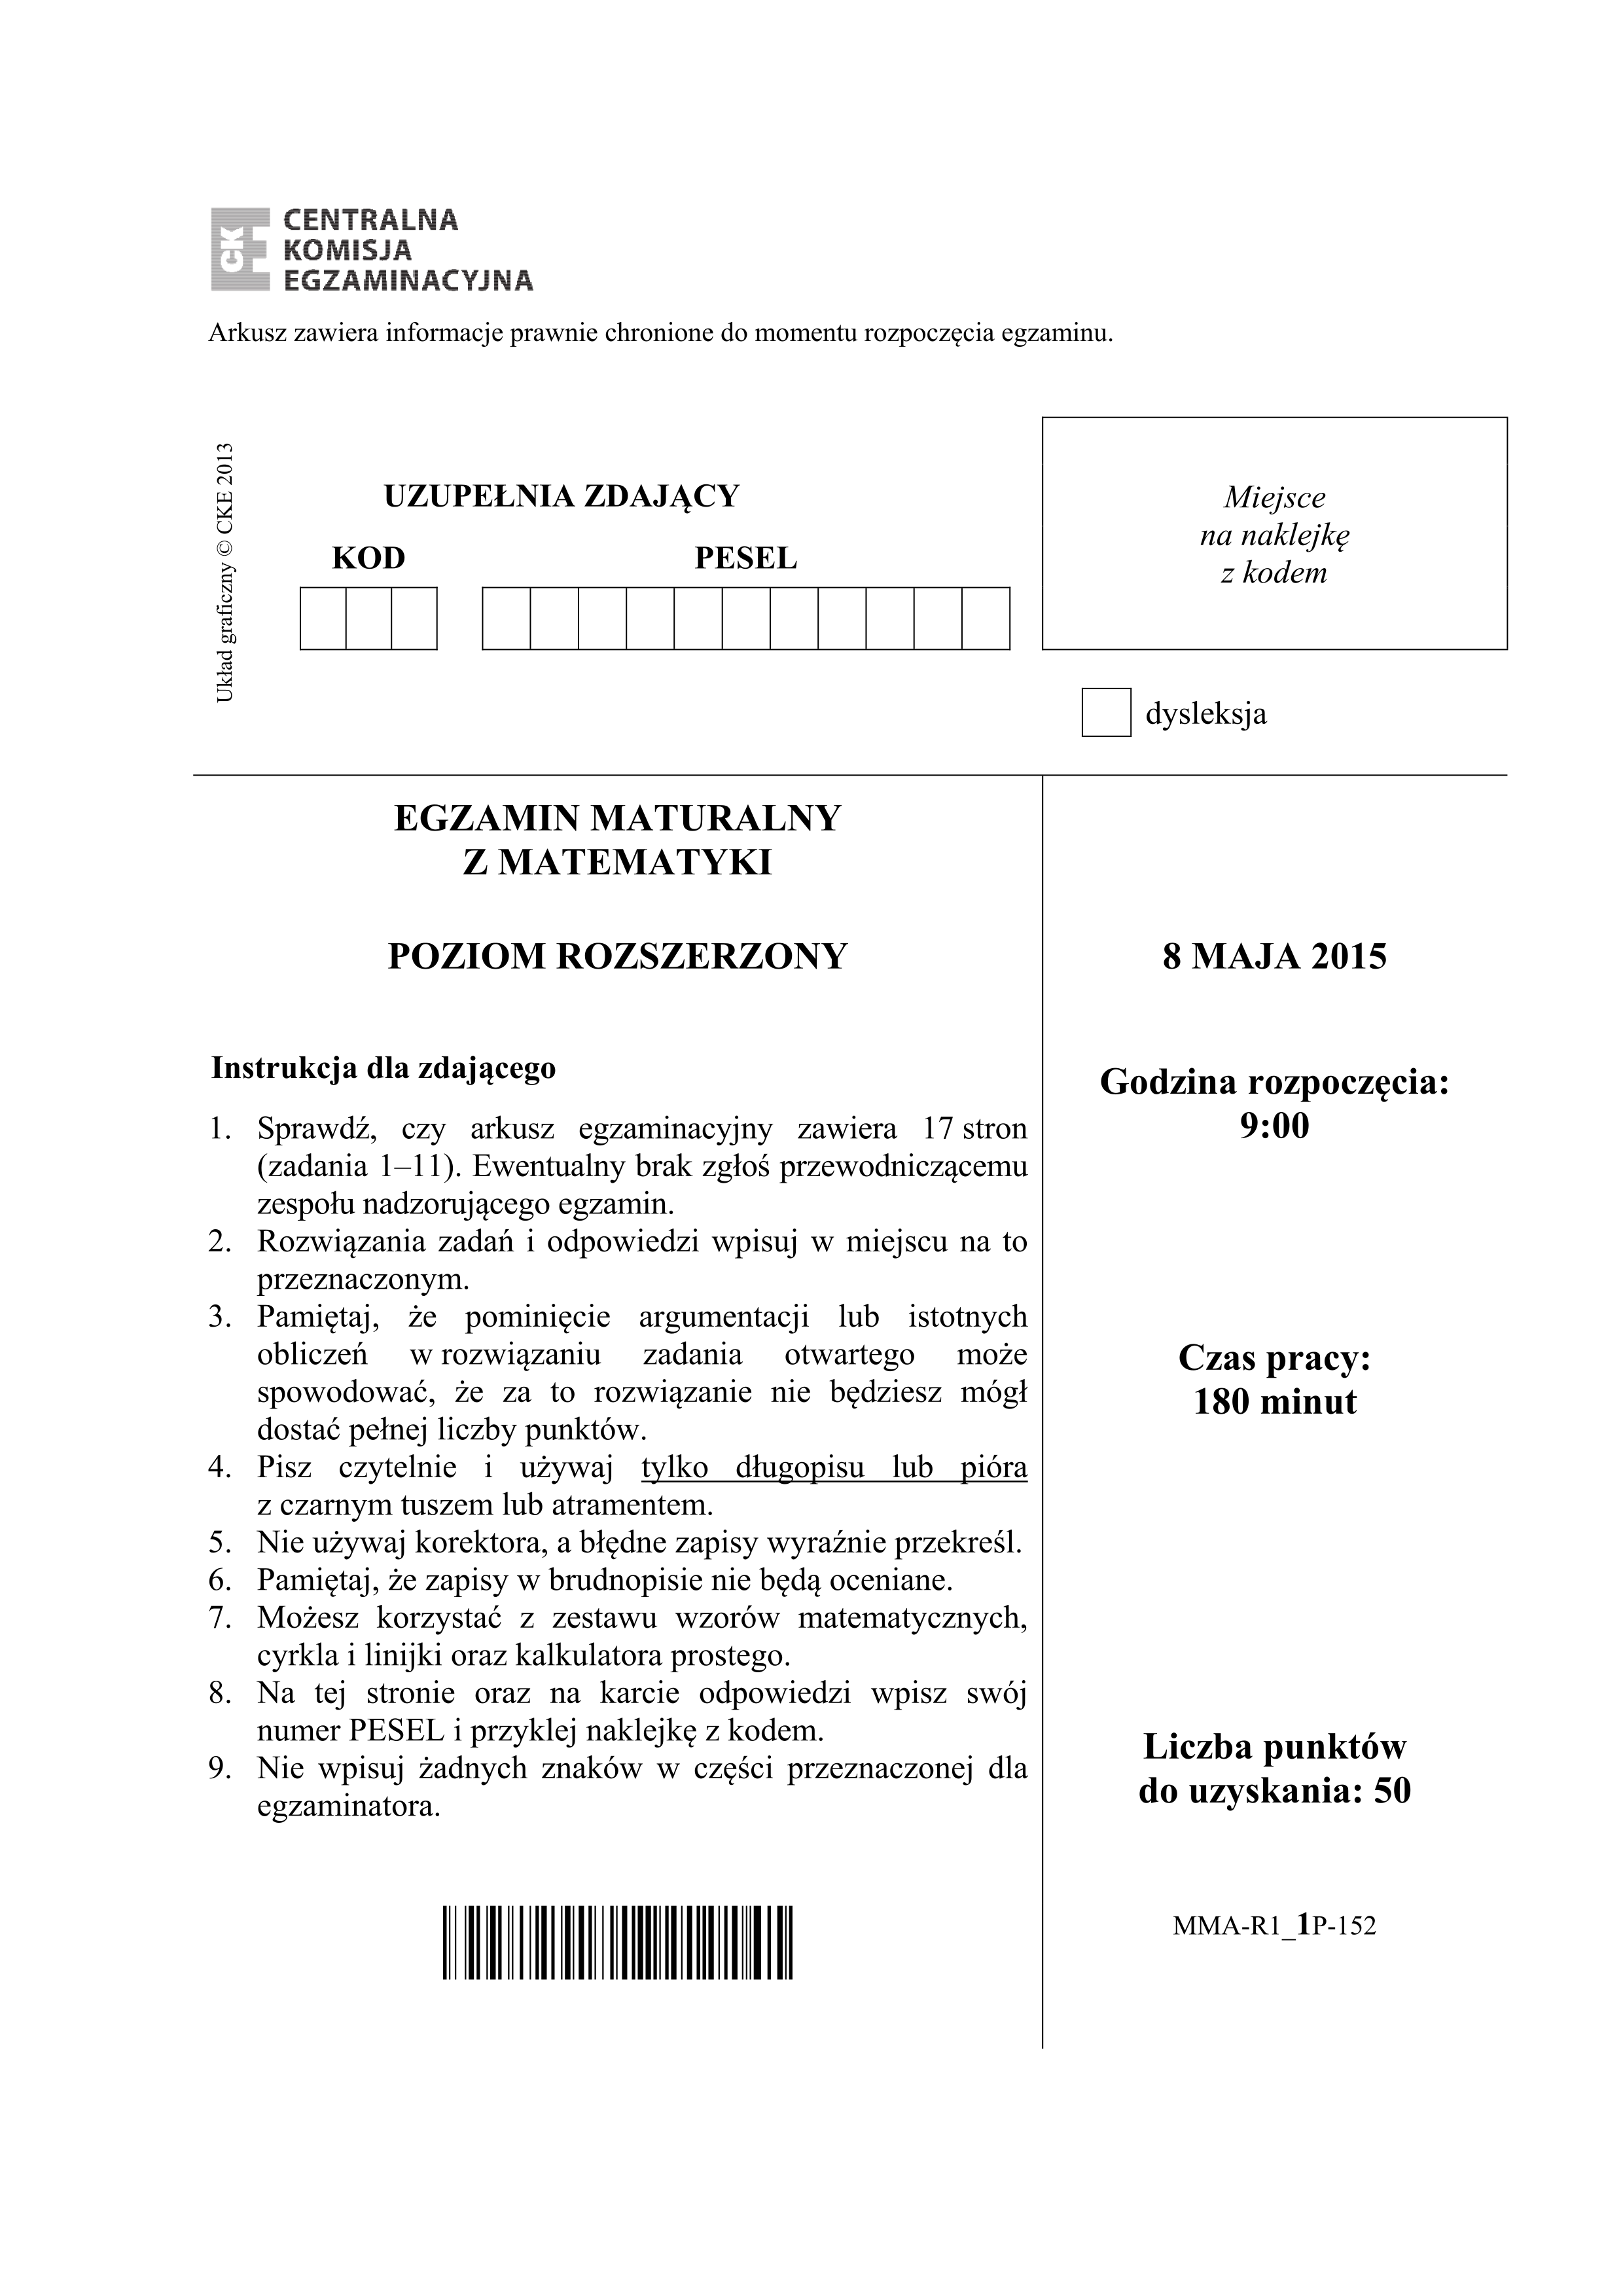 CK
CENTRALNA
KOMISJA
EGZAMINACYJNA
Arkusz zawiera informacje prawnie chronione do momentu rozpoczęcia egzaminu.
Układ graficzny © CKE 2013
UZUPEŁNIA ZDAJĄCY
KOD PESEL
Miejsce
na naklejkę
z kodem
dysleksja
EGZAMIN MATURALNY
Z MATEMATYKI
POZIOM ROZSZERZONY
Instrukcja dla zdającego
1. Sprawdź, czy arkusz egzaminacyjny zawiera 17 stron
(zadania 1–11). Ewentualny brak zgłoś przewodniczącemu
zespołu nadzorującego egzamin.
2. Rozwiązania zadań i odpowiedzi wpisuj w miejscu na to
przeznaczonym.
3. Pamiętaj, że pominięcie argumentacji lub istotnych
obliczeń w rozwiązaniu zadania otwartego może
spowodować, że za to rozwiązanie nie będziesz mógł
dostać pełnej liczby punktów.
4. Pisz czytelnie i używaj tylko długopisu lub pióra
z czarnym tuszem lub atramentem.
5. Nie używaj korektora, a błędne zapisy wyraźnie przekreśl.
6. Pamiętaj, że zapisy w brudnopisie nie będą oceniane.
7. Możesz korzystać z zestawu wzorów matematycznych,
cyrkla i linijki oraz kalkulatora prostego.
8. Na tej stronie oraz na karcie odpowiedzi wpisz swój
numer PESEL i przyklej naklejkę z kodem.
9. Nie wpisuj żadnych znaków w części przeznaczonej dla
egzaminatora.
8 MAJA 2015
Godzina rozpoczęcia:
9:00
Czas pracy:
180 minut
Liczba punktów
do uzyskania: 50
MMA-R1_1P-152